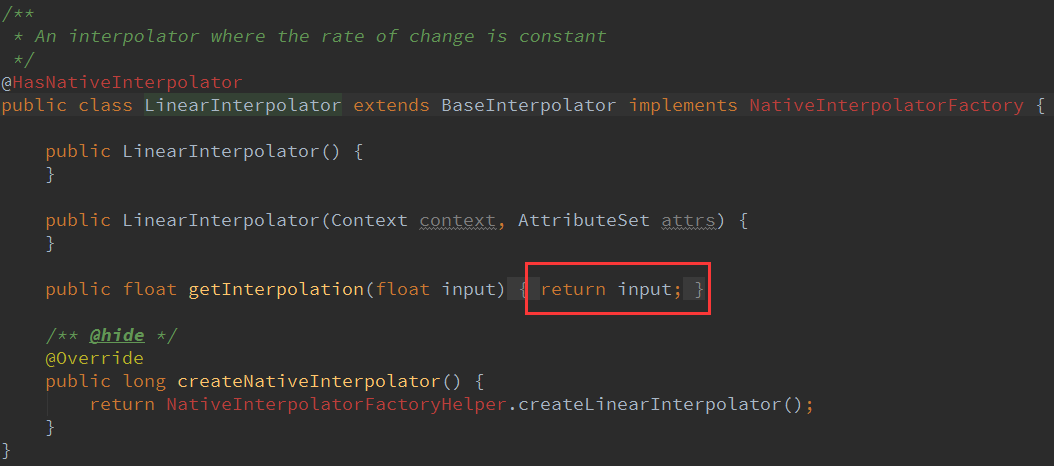 /**
 * An interpolator where the rate of change is constant
 */
@HasNativeInterpolator
public class LinearInterpolator extends BaseInterpolator implements NativeInterpolatorFactory {
    public LinearInterpolator() {
    }
    public LinearInterpolator(Context context, AttributeSet attrs) {
    }
    public float getInterpolation(float input) { return input; }
    /** @hide */
    @Override
    public long createNativeInterpolator() {
        return NativeInterpolatorFactoryHelper.createLinearInterpolator();
    }
}